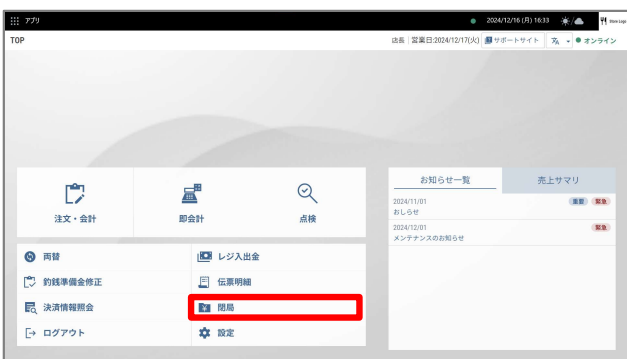 アプリ
2024/12/16 (月) 16:33
Store Logo
TOP
店長 営業日:2024/12/17(火) サポートサイト オンライン
お知らせ一覧
売上サマリ
2024/11/01 重要 緊急
おしらせ
2024/12/01 緊急
メンテナンスのお知らせ
注文・会計
即会計
点検
両替
レジ入出金
釣銭準備金修正
伝票明細
決済情報照会
閉局
ログアウト
設定